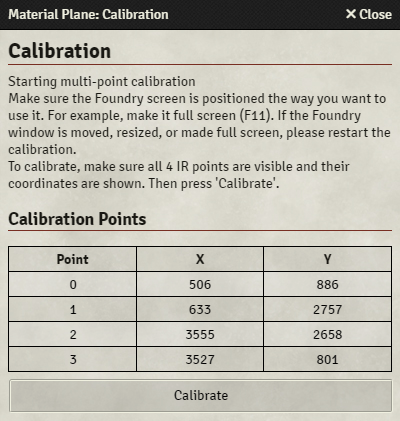 Material Plane: Calibration
✕ Close
Calibration
Starting multi-point calibration
Make sure the Foundry screen is positioned the way you want to
use it. For example, make it full screen (F11). If the Foundry
window is moved, resized, or made full screen, please restart the
calibration.
To calibrate, make sure all 4 IR points are visible and their
coordinates are shown. Then press 'Calibrate'.
Calibration Points
Point X Y
0 506 886
1 633 2757
2 3555 2658
3 3527 801
Calibrate